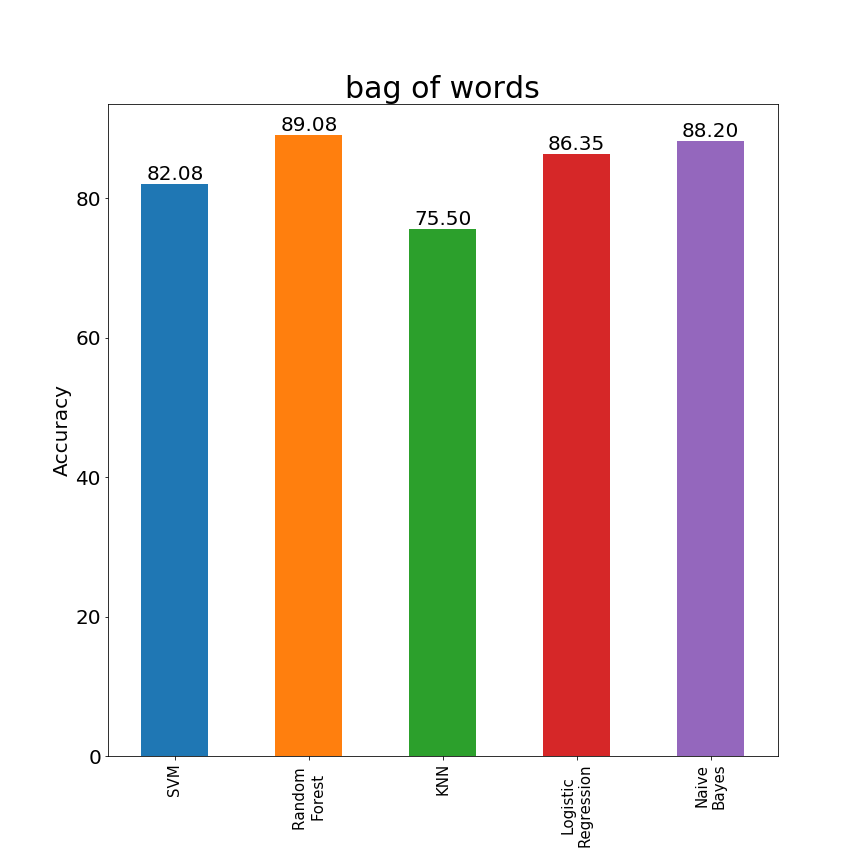 bag of words
82.08
89.08
75.50
86.35
88.20
80
60
40
20
0
Accuracy
SVM
Random
Forest
KNN
Logistic
Regression
Naive
Bayes